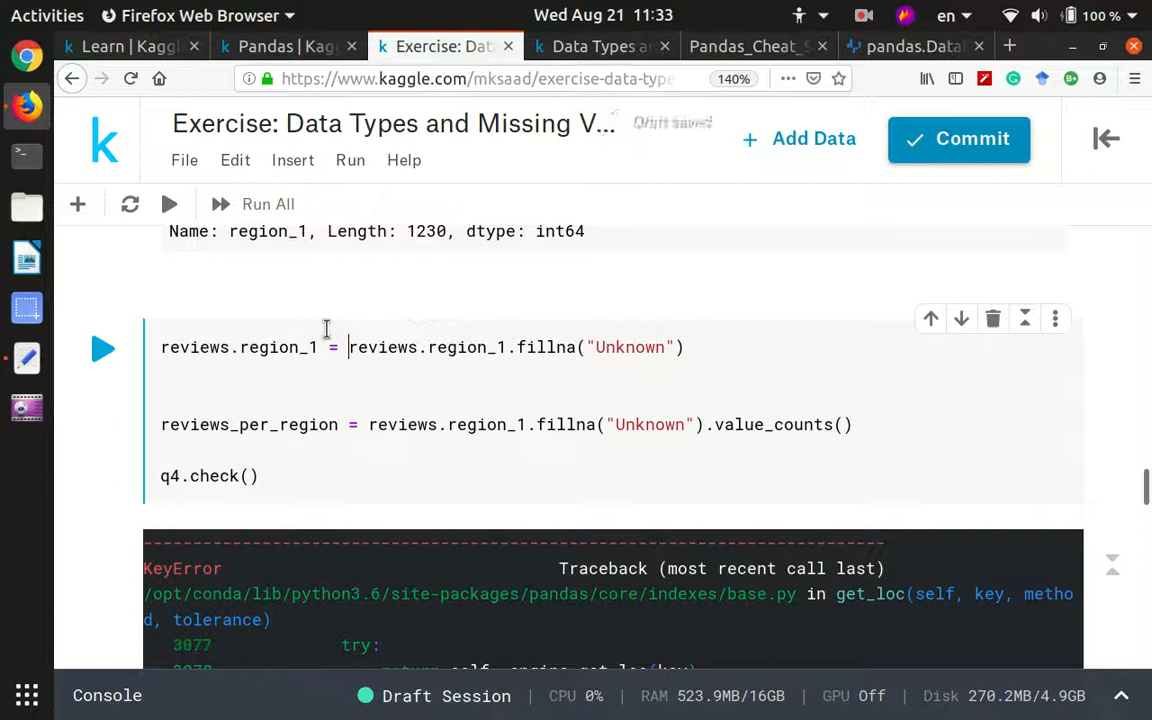 Activities Firefox Web Browser Wed Aug 21 11:33 en 100 %
Learn | Kaggl Pandas | Kagg Exercise: Dat Data Types a Pandas_Cheat_S pandas.Data
https://www.kaggle.com/mksaad/exercise-data-type 140%
k Exercise: Data Types and Missing V... Draft saved + Add Data Commit
File Edit Insert Run Help
Run All
Name: region_1, Length: 1230, dtype: int64
reviews.region_1 = reviews.region_1.fillna("Unknown")
reviews_per_region = reviews.region_1.fillna("Unknown").value_counts()
q4.check()
---------------------------------------------------------------------------
KeyError Traceback (most recent call last)
/opt/conda/lib/python3.6/site-packages/pandas/core/indexes/base.py in get_loc(self, key, metho
d, tolerance)
3077 try:
Console Draft Session CPU 0% RAM 523.9MB/16GB GPU Off Disk 270.2MB/4.9GB